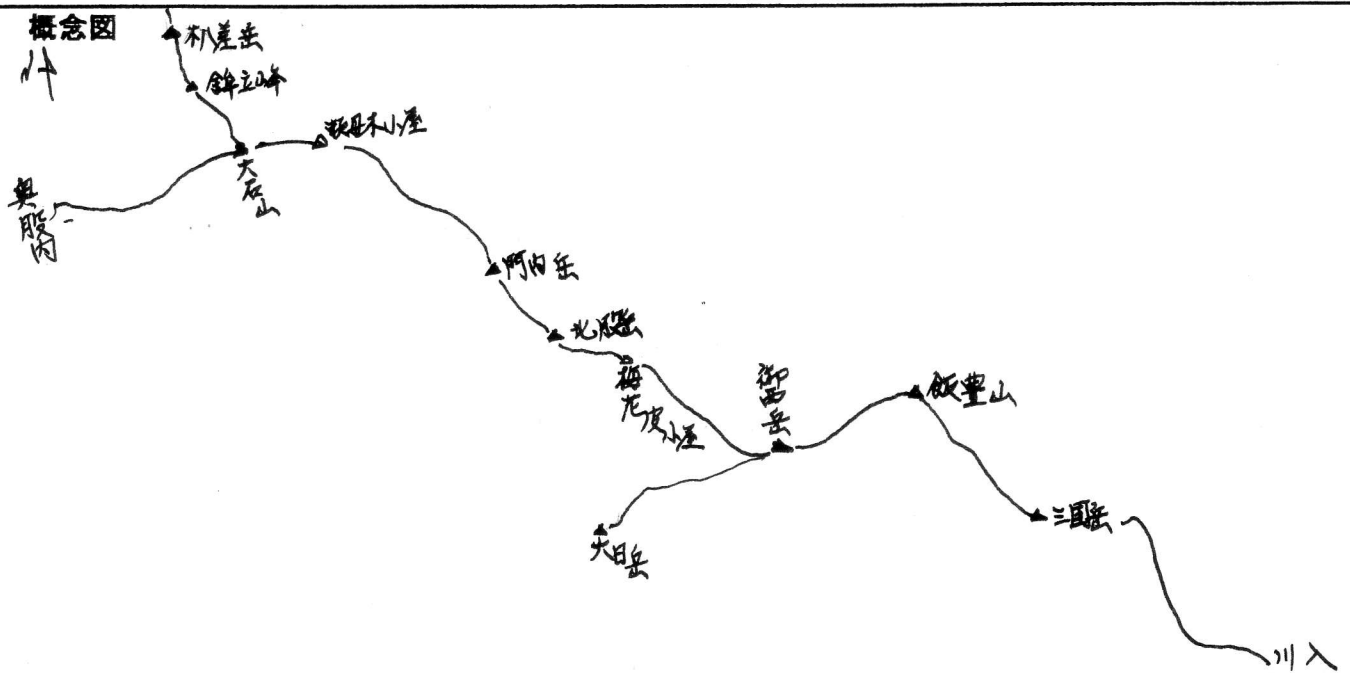 概念図
朳差岳
鉾立峰
頼母木小屋
大石山
奥胎内
門内岳
北股岳
梅花皮小屋
御西岳
飯豊山
大日岳
三国岳
川入